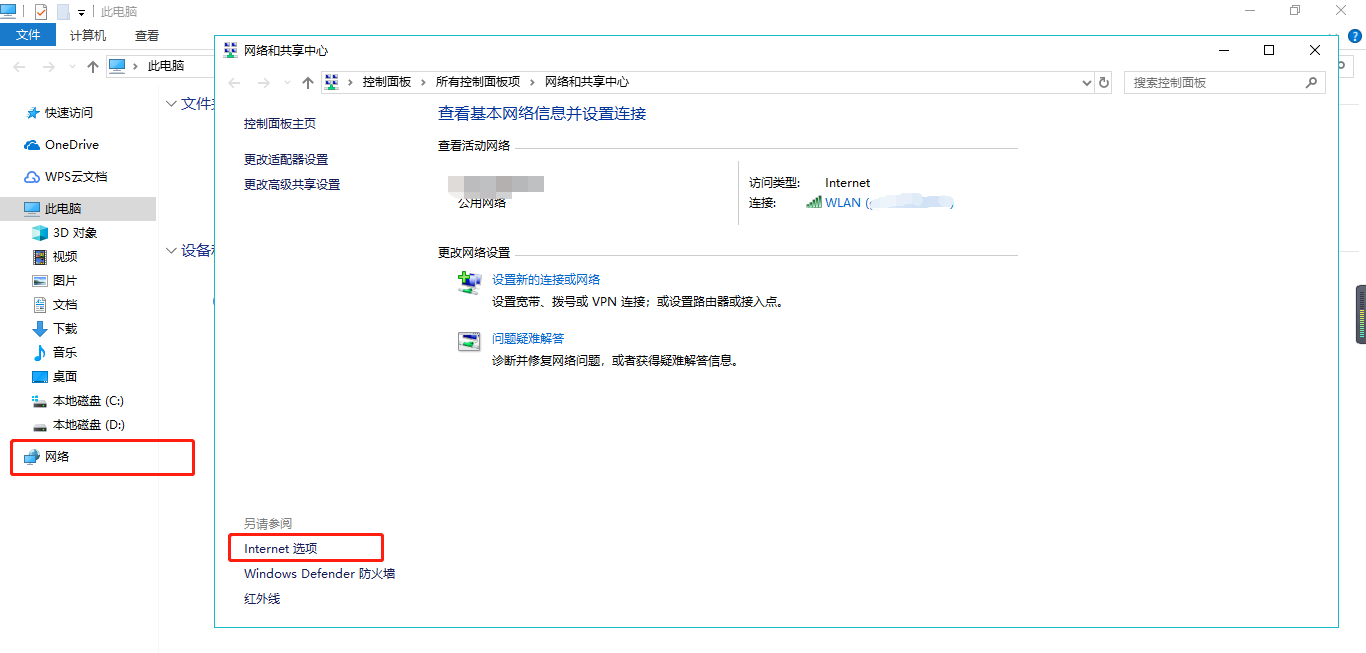 此电脑
文件 计算机 查看
此电脑
快速访问
OneDrive
WPS云文档
此电脑
3D 对象
视频
图片
文档
下载
音乐
桌面
本地磁盘 (C:)
本地磁盘 (D:)
网络
文件
设备
网络和共享中心
控制面板 › 所有控制面板项 › 网络和共享中心
搜索控制面板
控制面板主页
更改适配器设置
更改高级共享设置
查看基本网络信息并设置连接
查看活动网络
公用网络
访问类型: Internet
连接: WLAN (
更改网络设置
设置新的连接或网络
设置宽带、拨号或 VPN 连接；或设置路由器或接入点。
问题疑难解答
诊断并修复网络问题，或者获得疑难解答信息。
另请参阅
Internet 选项
Windows Defender 防火墙
红外线